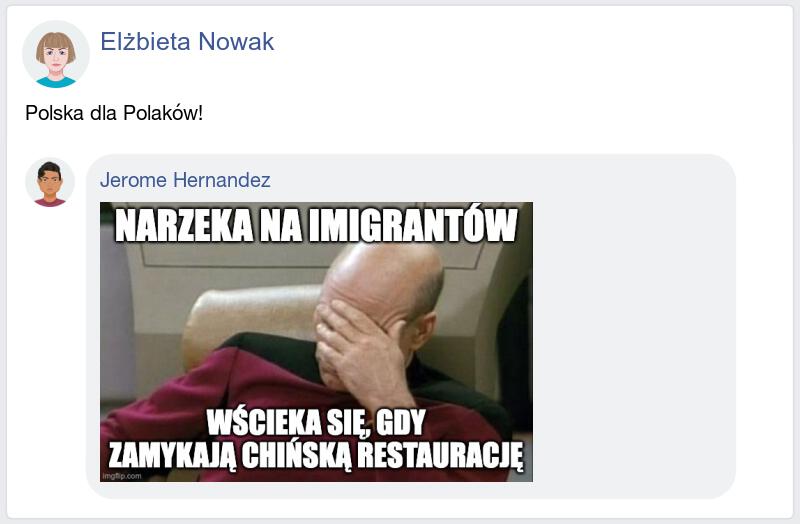 Elżbieta Nowak
Polska dla Polaków!
Jerome Hernandez
NARZEKA NA IMIGRANTÓW
WŚCIEKA SIĘ, GDY
ZAMYKAJĄ CHIŃSKĄ RESTAURACJĘ
imgflip.com